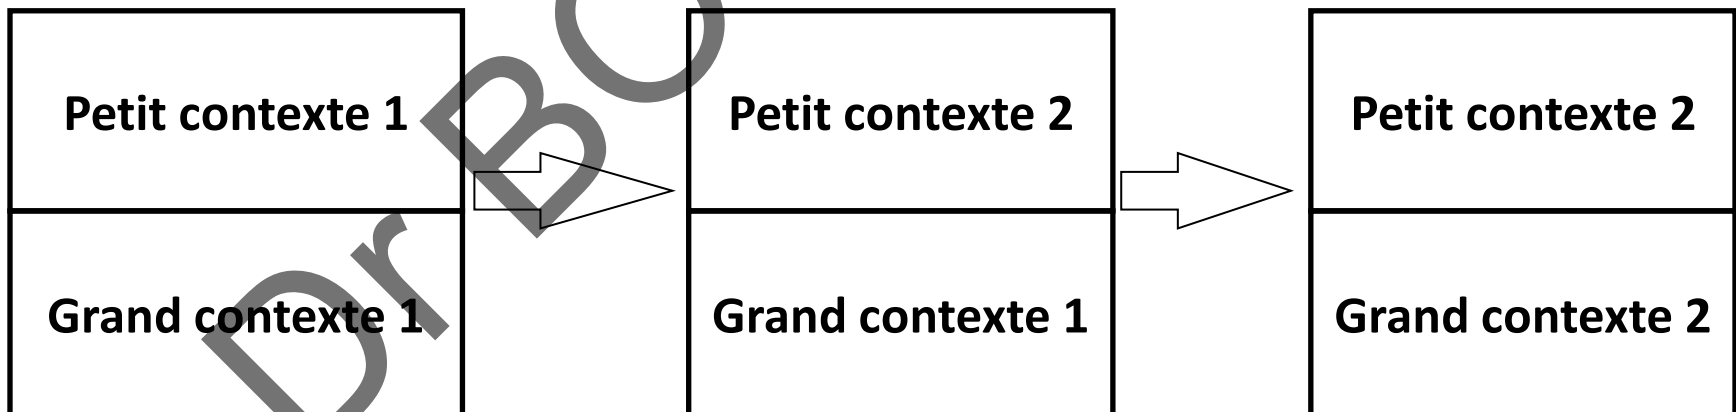 Petit contexte 1
Grand contexte 1
Petit contexte 2
Grand contexte 1
Petit contexte 2
Grand contexte 2
Dr